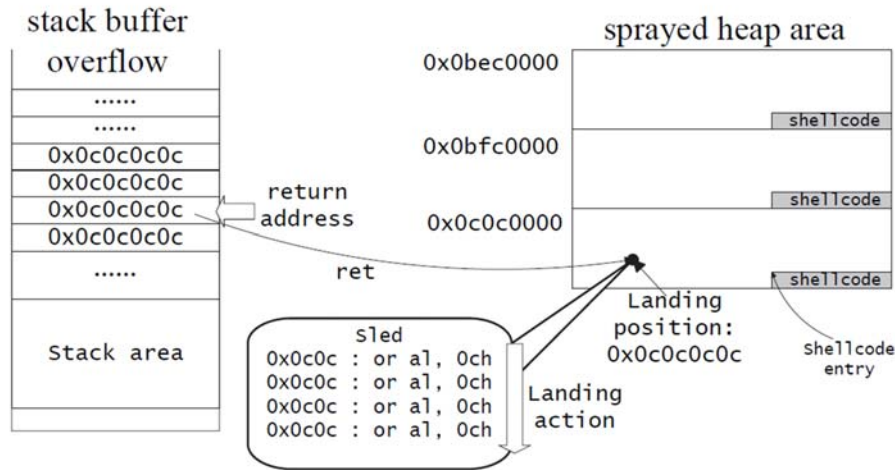 stack buffer
overflow
......
......
0x0c0c0c0c
0x0c0c0c0c
0x0c0c0c0c
0x0c0c0c0c
......
Stack area
return
address
ret
sprayed heap area
0x0bec0000
shellcode
0x0bfc0000
shellcode
0x0c0c0000
shellcode
Landing
position:
0x0c0c0c0c
Shellcode
entry
Sled
0x0c0c : or al, 0ch
0x0c0c : or al, 0ch
0x0c0c : or al, 0ch
0x0c0c : or al, 0ch
Landing
action